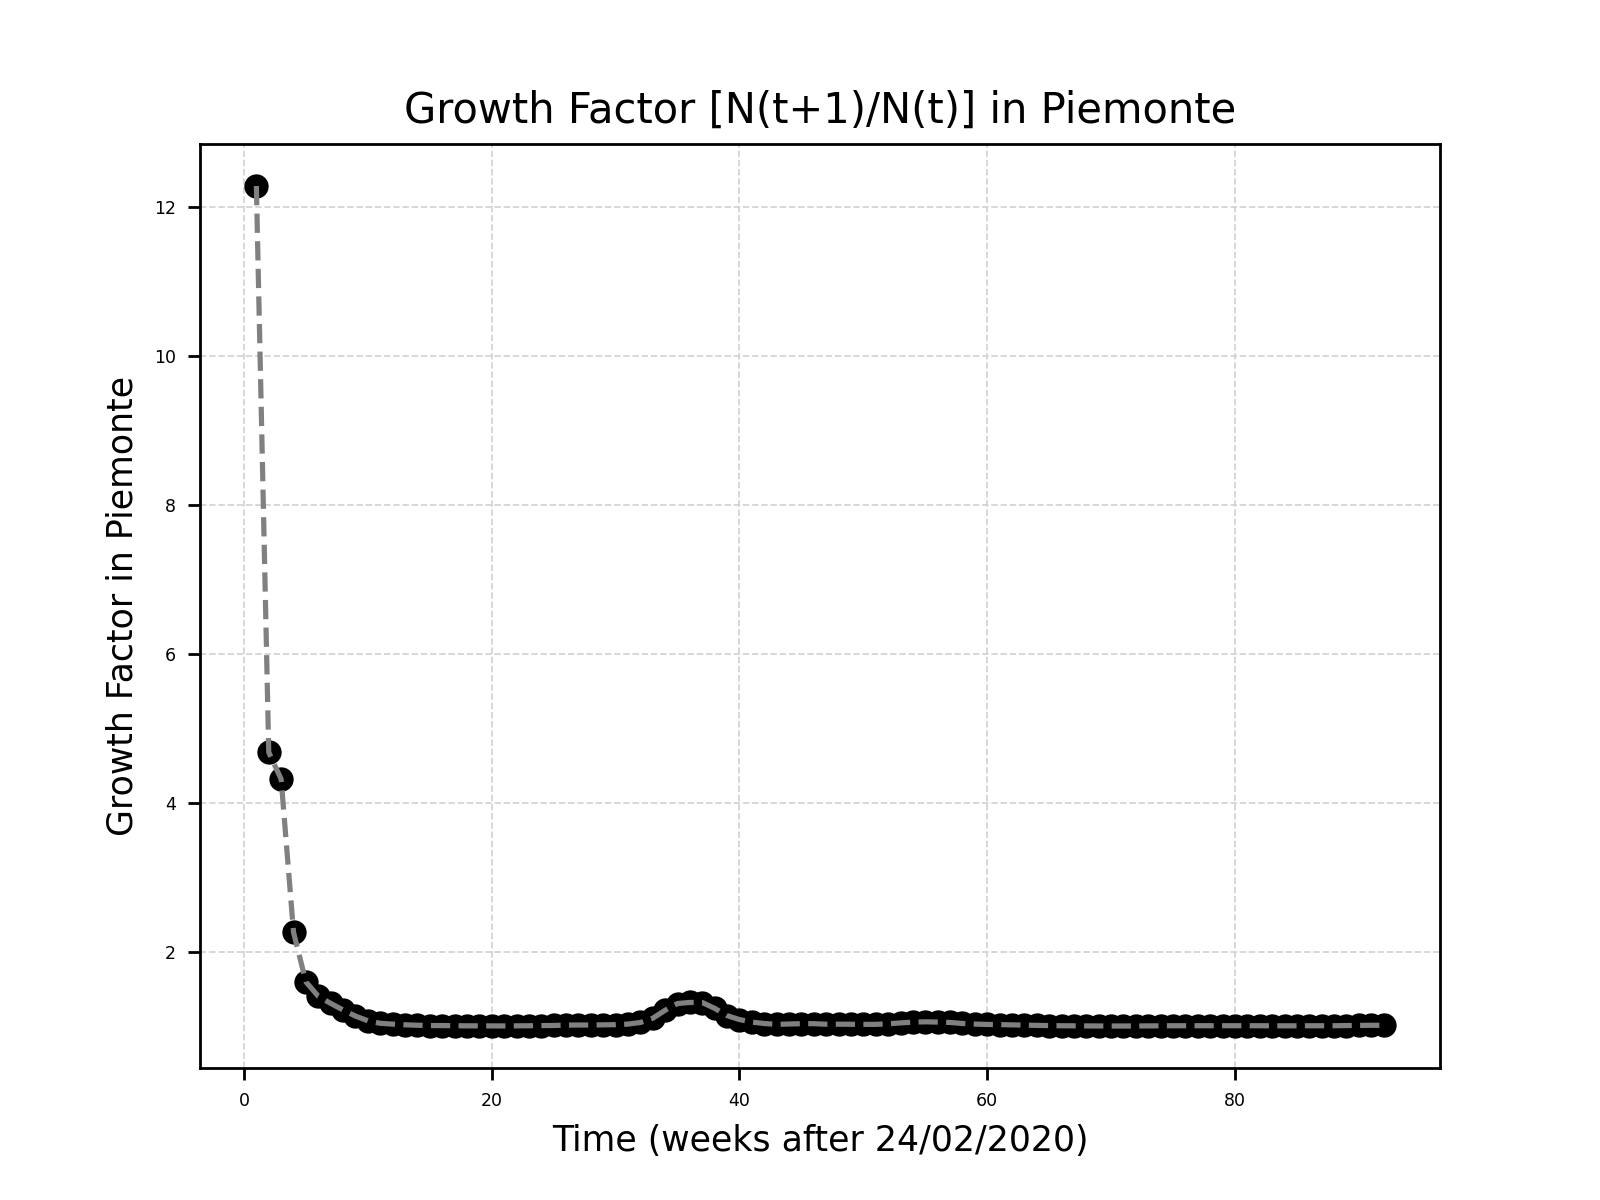 Growth Factor [N(t+1)/N(t)] in Piemonte
Growth Factor in Piemonte
12
10
8
6
4
2
0 20 40 60 80
Time (weeks after 24/02/2020)